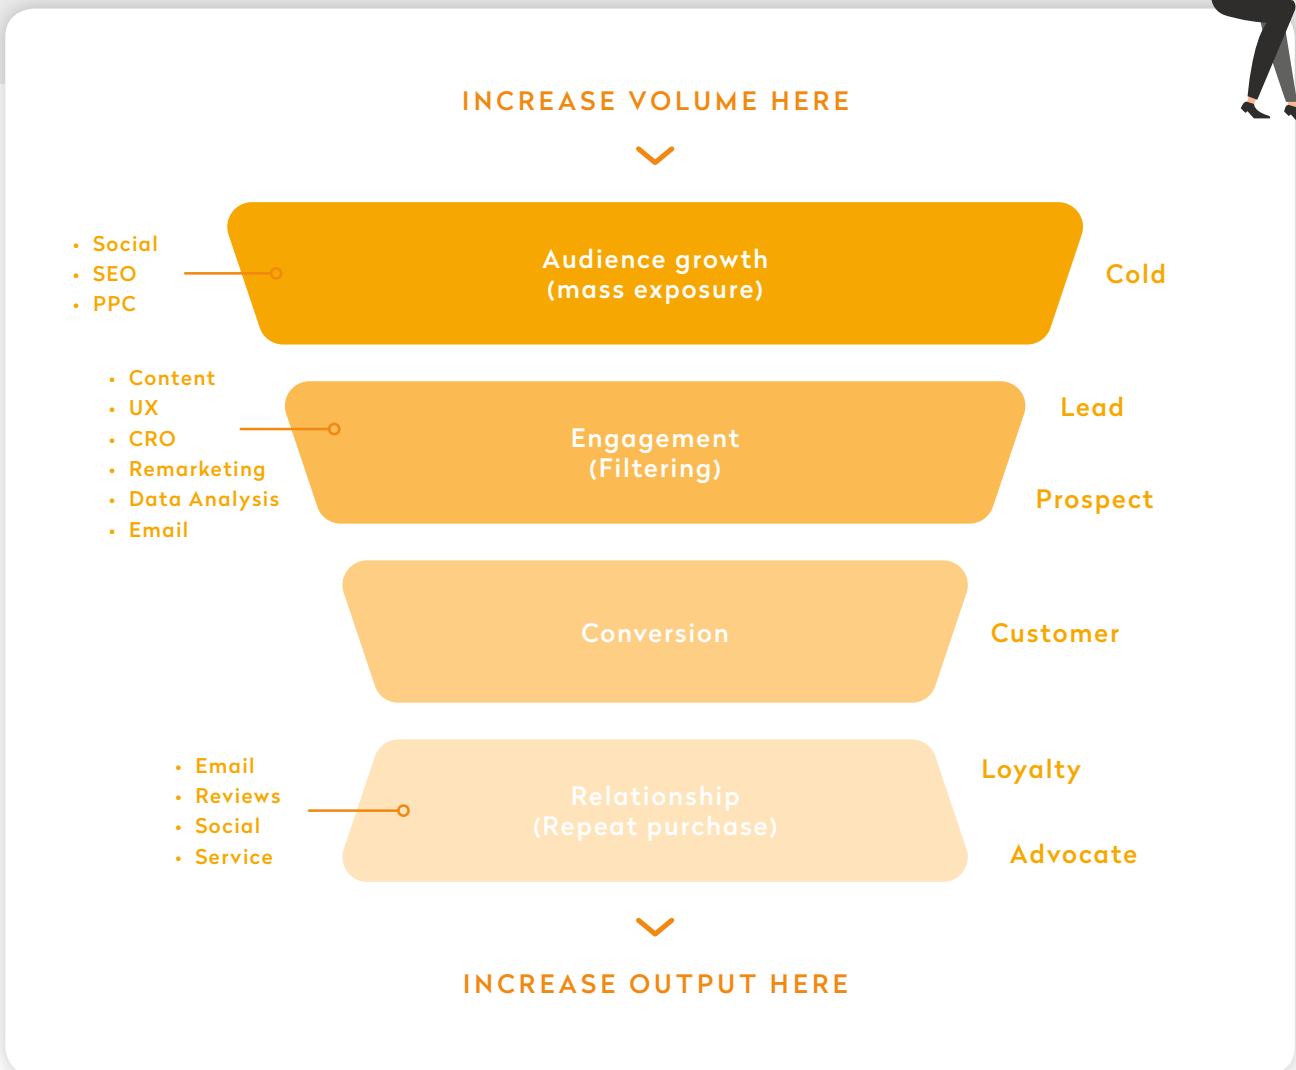 INCREASE VOLUME HERE
• Social
• SEO
• PPC
Audience growth
(mass exposure)
Cold
• Content
• UX
• CRO
• Remarketing
• Data Analysis
• Email
Engagement
(Filtering)
Lead
Prospect
Conversion
Customer
• Email
• Reviews
• Social
• Service
Relationship
(Repeat purchase)
Loyalty
Advocate
INCREASE OUTPUT HERE